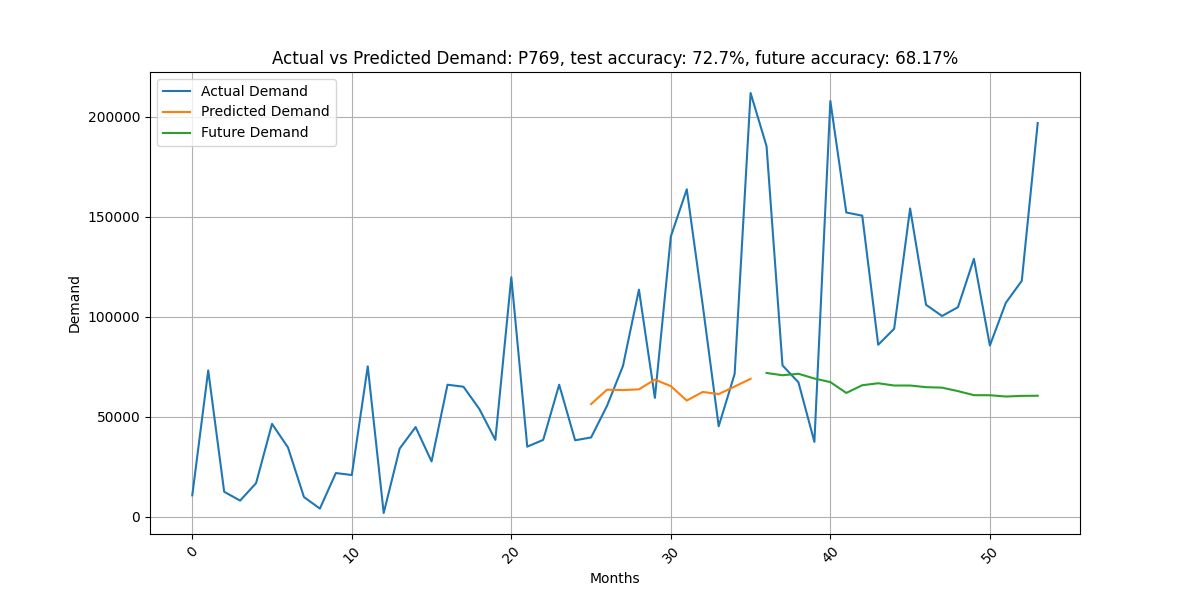 Actual vs Predicted Demand: P769, test accuracy: 72.7%, future accuracy: 68.17%
Actual Demand
Predicted Demand
Future Demand
200000
150000
100000
50000
0
Demand
0
10
20
30
40
50
Months